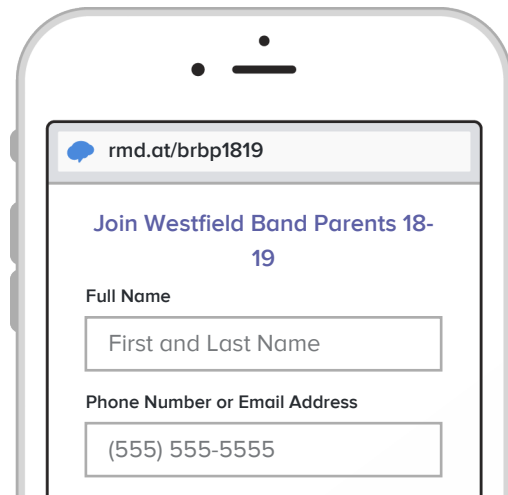 rmd.at/brbp1819
Join Westfield Band Parents 18-
19
Full Name
First and Last Name
Phone Number or Email Address
(555) 555-5555